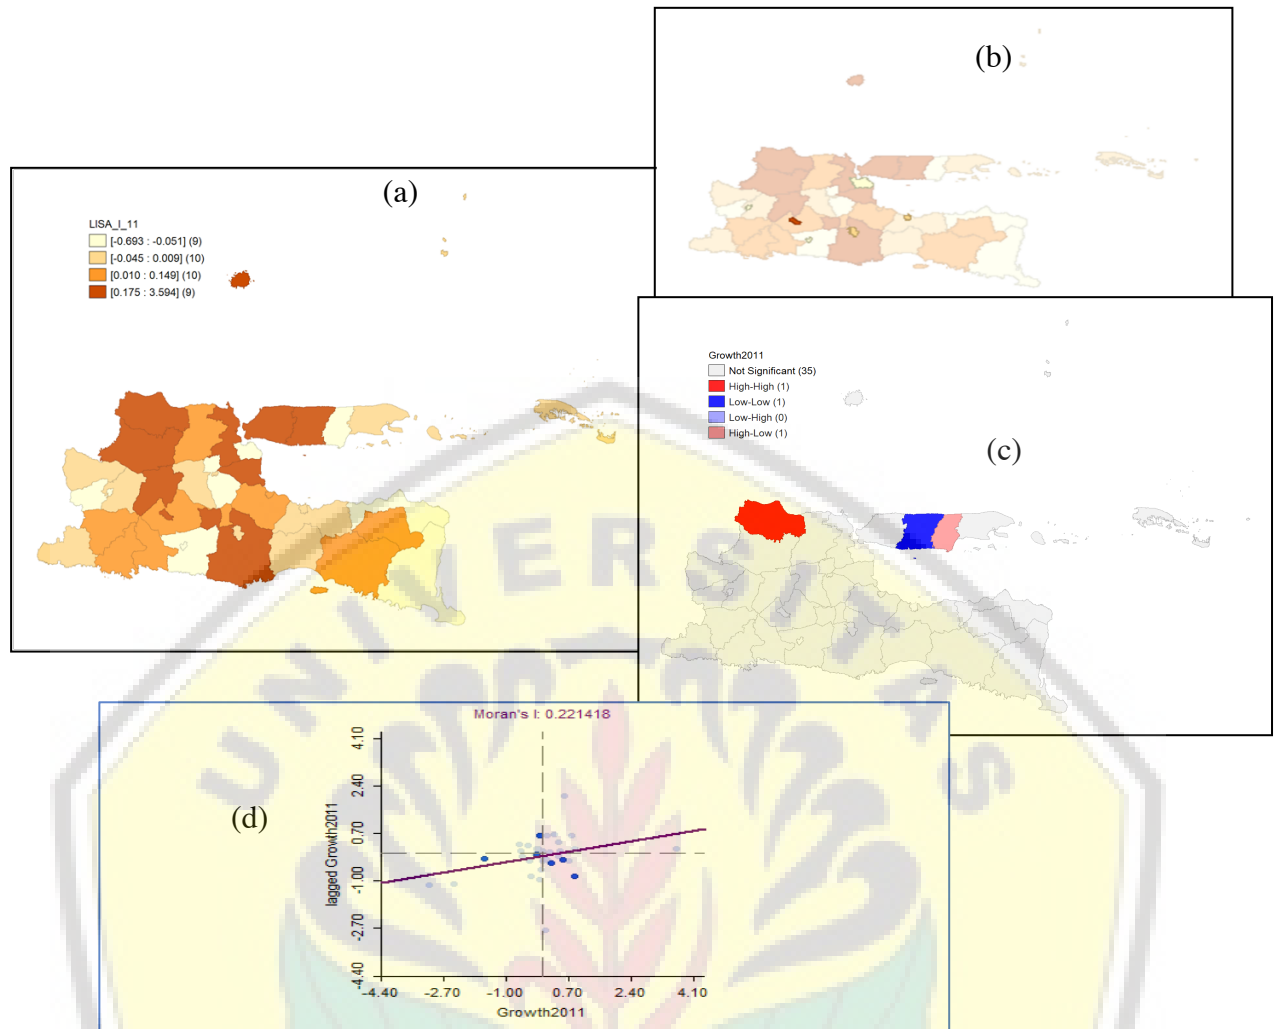 (b)
(a)
LISA_I_11
[-0.693 : -0.051] (9)
[-0.045 : 0.009] (10)
[0.010 : 0.149] (10)
[0.175 : 3.594] (9)
Growth2011
Not Significant (35)
High-High (1)
Low-Low (1)
Low-High (0)
High-Low (1)
(c)
UNIVERSITAS
Moran's I: 0.221418
(d)
lagged Growth2011
4.10
2.40
0.70
-1.00
-2.70
-4.40
-4.40 -2.70 -1.00 0.70 2.40 4.10
Growth2011